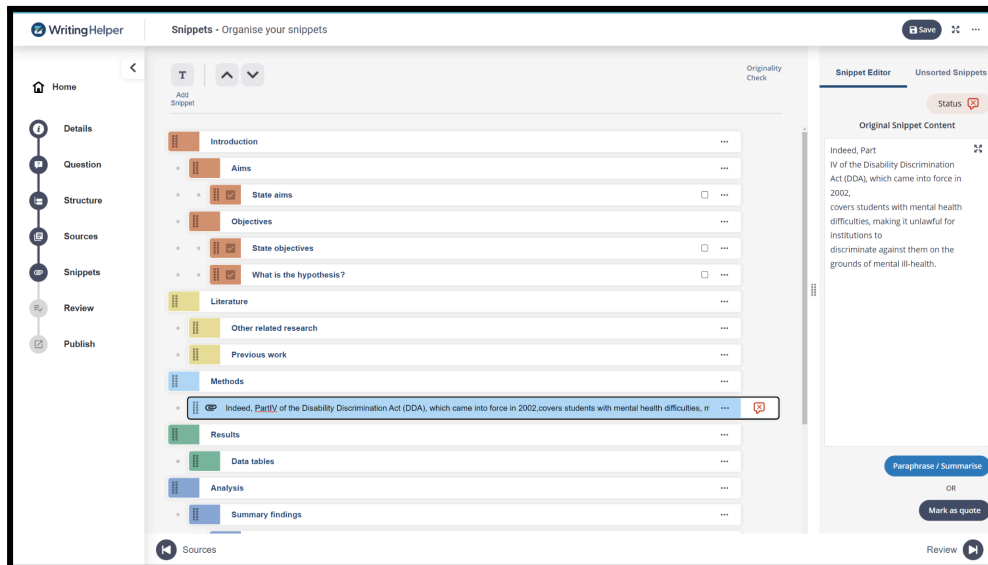 WritingHelper
Snippets - Organise your snippets
Save
Home
Details
Question
Structure
Sources
Snippets
Review
Publish
T
Add
Snippet
Originality
Check
Introduction
Aims
State aims
Objectives
State objectives
What is the hypothesis?
Literature
Other related research
Previous work
Methods
Indeed, PartIV of the Disability Discrimination Act (DDA), which came into force in 2002,covers students with mental health difficulties, r
Results
Data tables
Analysis
Summary findings
Snippet Editor
Unsorted Snippets
Status
Original Snippet Content
Indeed, Part
IV of the Disability Discrimination
Act (DDA), which came into force in
2002,
covers students with mental health
difficulties, making it unlawful for
institutions to
discriminate against them on the
grounds of mental ill-health.
Paraphrase / Summarise
OR
Mark as quote
Sources
Review